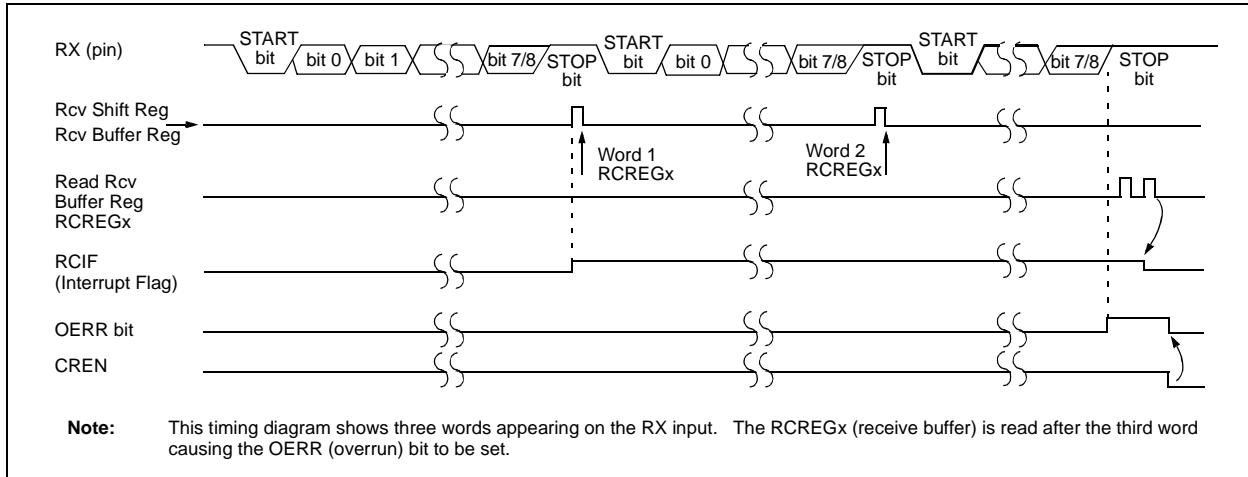 RX (pin)
START bit
bit 0
bit 1
bit 7/8
STOP bit
START bit
bit 0
bit 7/8
STOP bit
START bit
bit 7/8
STOP bit
Rcv Shift Reg
Rcv Buffer Reg
Word 1
RCREGx
Word 2
RCREGx
Read Rcv
Buffer Reg
RCREGx
RCIF
(Interrupt Flag)
OERR bit
CREN
Note: This timing diagram shows three words appearing on the RX input. The RCREGx (receive buffer) is read after the third word
causing the OERR (overrun) bit to be set.